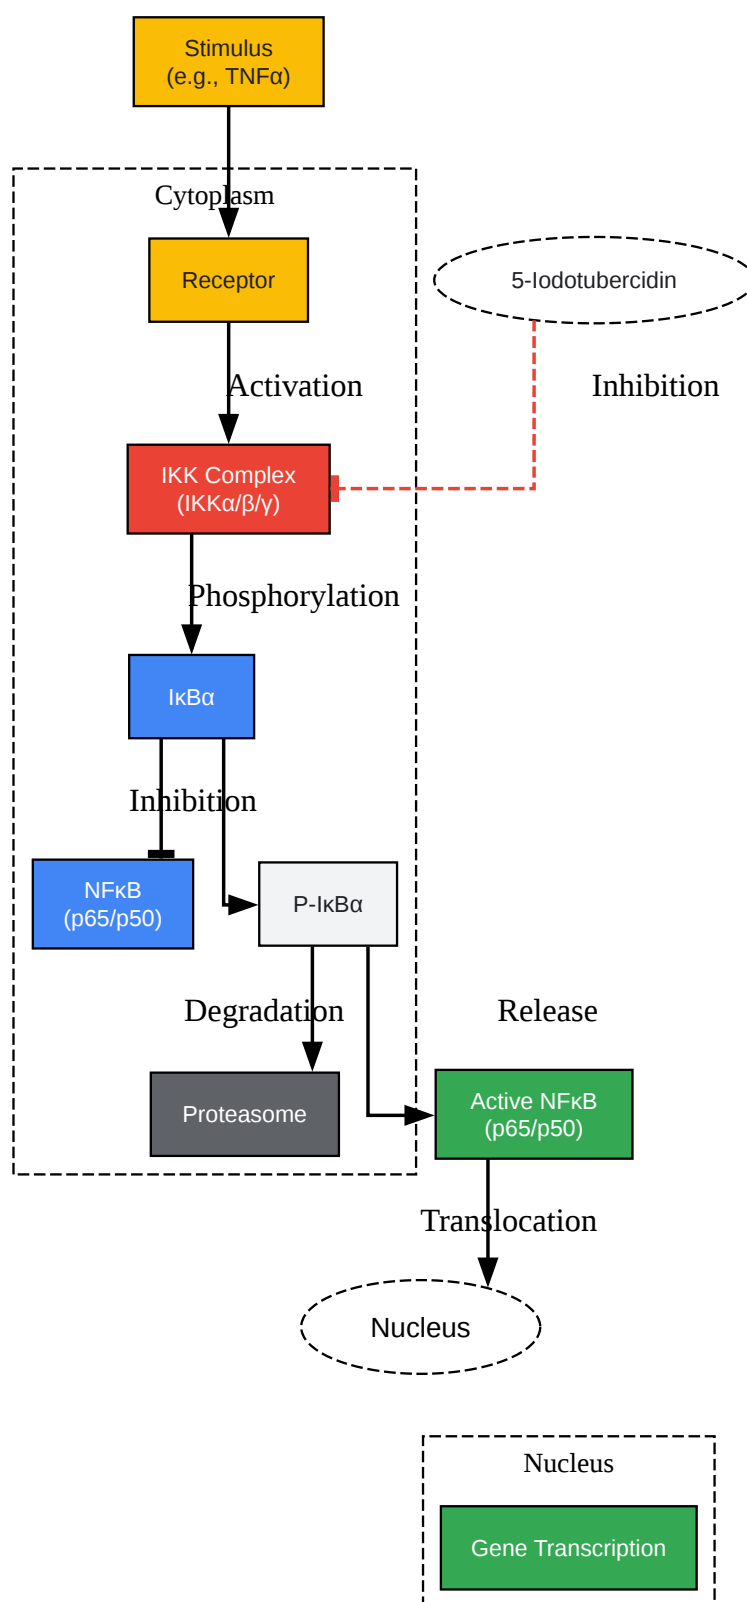 Stimulus
(e.g., TNFα)
Cytoplasm
Receptor
5-Iodotubercidin
Activation
Inhibition
IKK Complex
(IKKα/β/γ)
Phosphorylation
IκBα
Inhibition
NFκB
(p65/p50)
P-IκBα
Degradation
Release
Proteasome
Active NFκB
(p65/p50)
Translocation
Nucleus
Nucleus
Gene Transcription